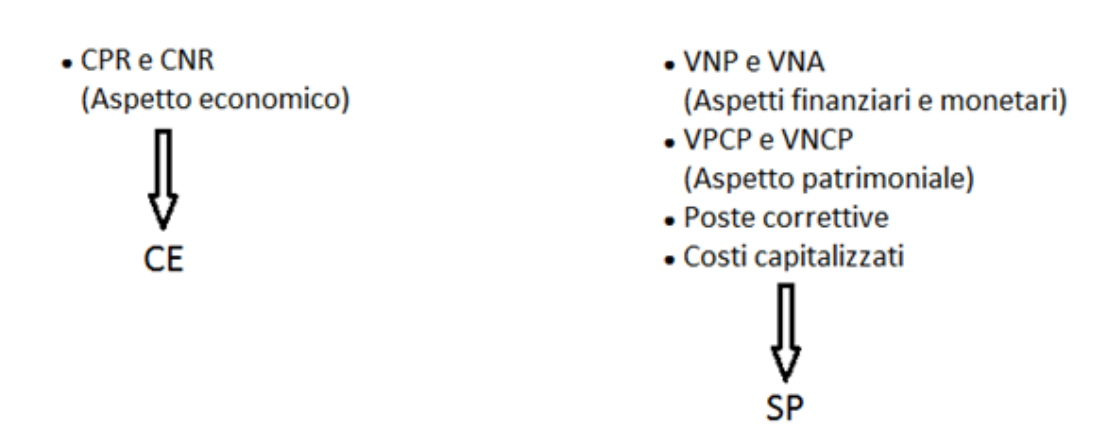 • CPR e CNR
(Aspetto economico)
CE
• VNP e VNA
(Aspetti finanziari e monetari)
• VPCP e VNCP
(Aspetto patrimoniale)
• Poste correttive
• Costi capitalizzati
SP